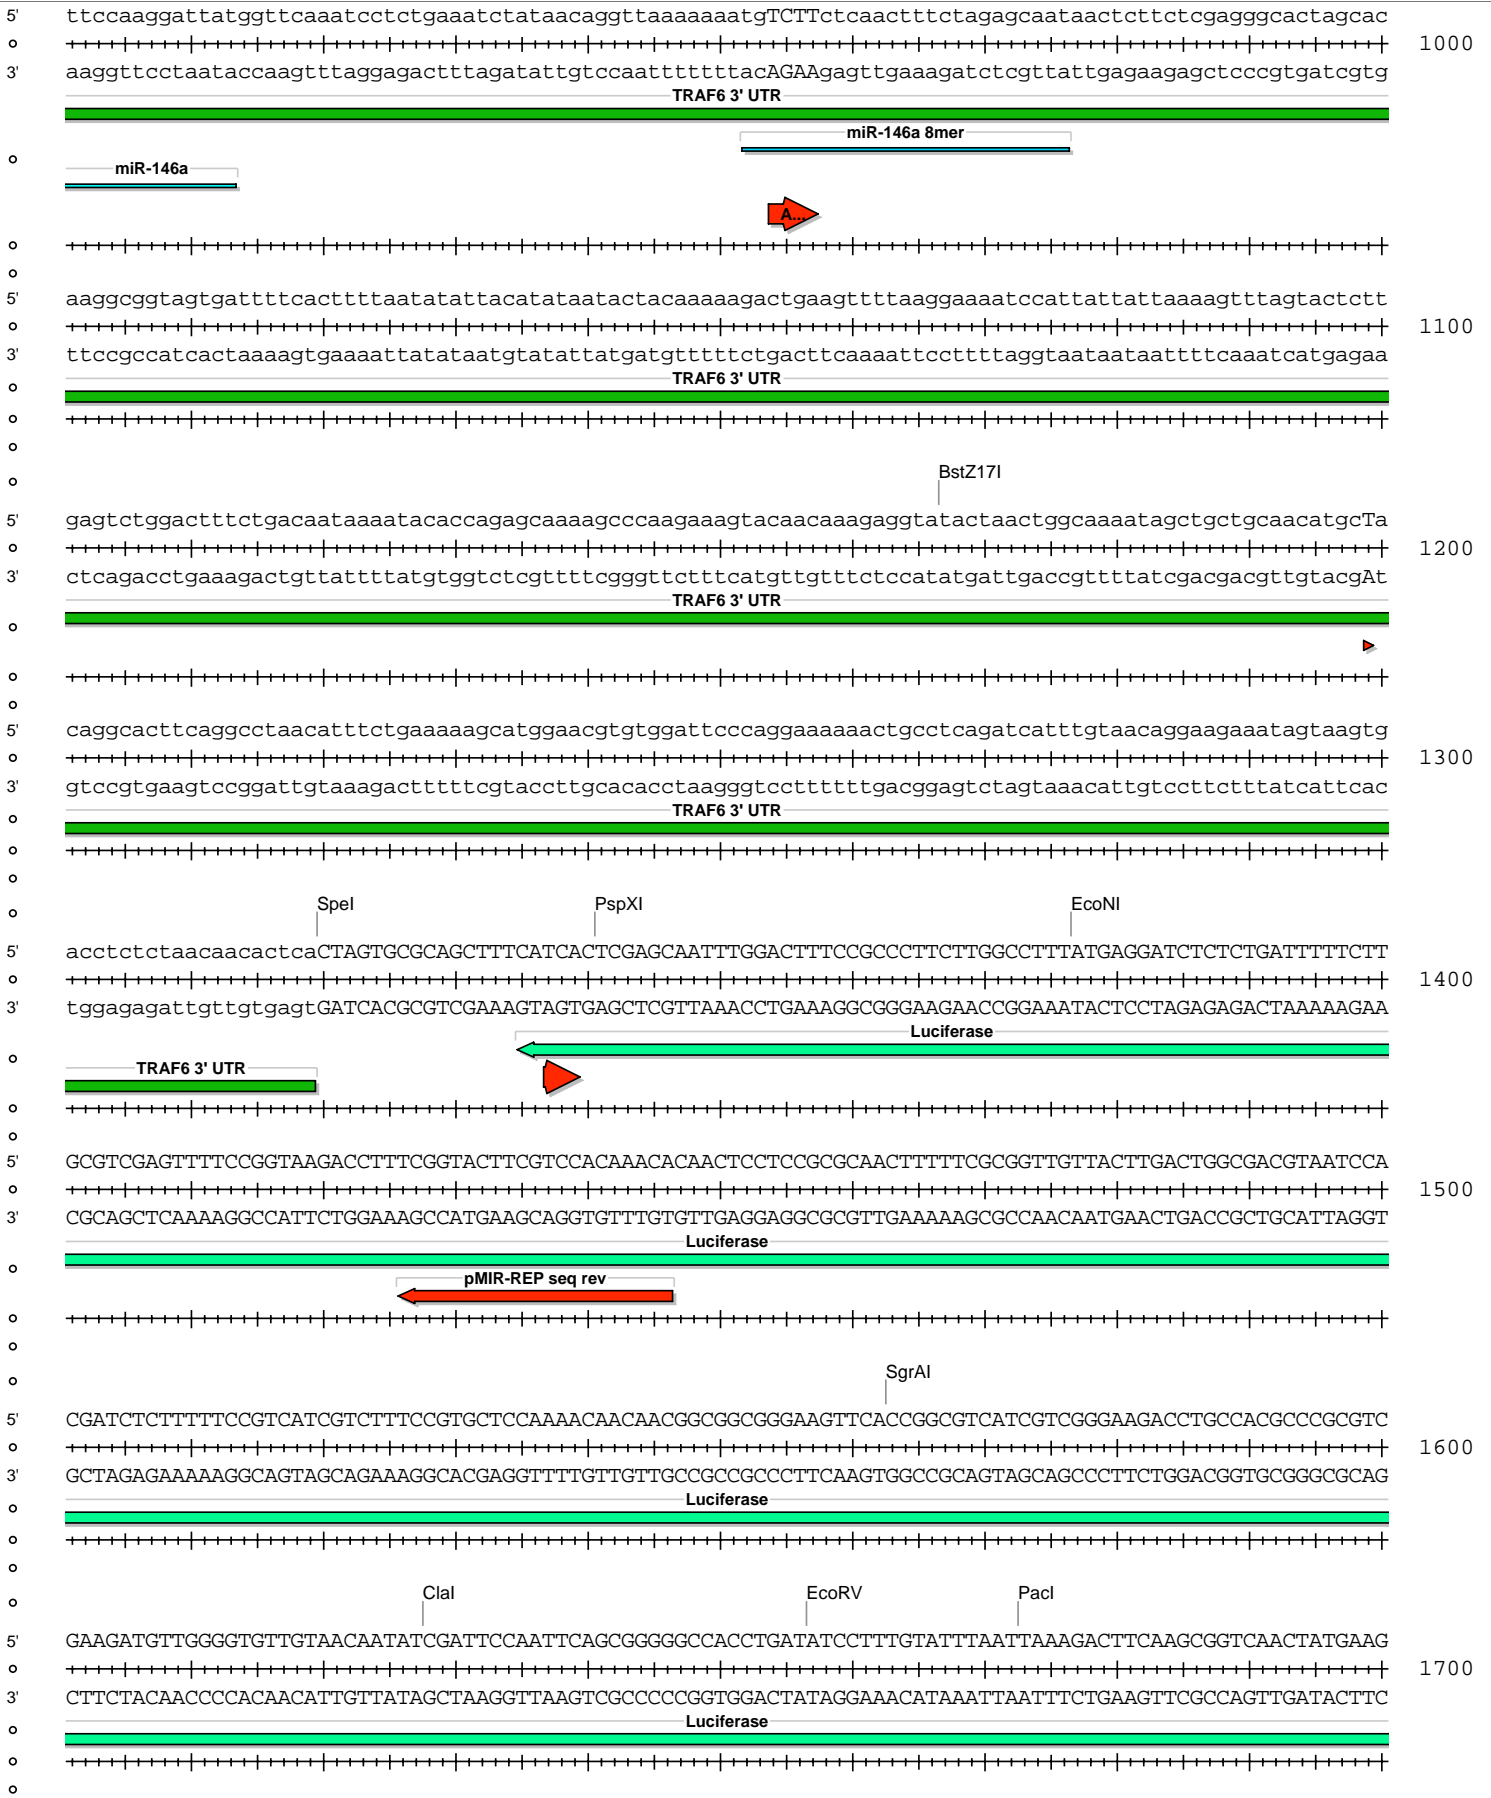 5' ttccaaggattatggttcaaatcctctgaaatctataacaggttaaaaaaatgTCTTctcaactttctagagcaataactcttctcgagggcactagcac
1000
3' aaggttcctaataccaagtttaggagactttagatattgtccaatttttttacAGAAgagttgaaagatctcgttattgagaagagctcccgtgatcgtg
TRAF6 3' UTR
miR-146a 8mer
miR-146a
A...
5' aaggcggtagtgattttcacttttaatatattacatataatactacaaaaagactgaagttttaaggaaaatccattattattaaaagtttagtactctt
1100
3' ttccgccatcactaaaagtgaaaattatataatgtatattatgatgtttttctgacttcaaaattccttttaggtaataataattttcaaatcatgagaa
TRAF6 3' UTR
BstZ17I
5' gagtctggactttctgacaataaaatacaccagagcaaaagcccaagaaagtacaacaaagaggtatactaactggcaaaatagctgctgcaacatgcTa
1200
3' ctcagacctgaaagactgttattttatgtggtctcgttttcgggttctttcatgttgtttctccatatgattgaccgttttatcgacgacgttgtacgAt
TRAF6 3' UTR
5' caggcacttcaggcctaacatttctgaaaaagcatggaacgtgtggattcccaggaaaaaactgcctcagatcatttgtaacaggaagaaatagtaagtg
1300
3' gtccgtgaagtccggattgtaaagactttttcgtaccttgcacacctaagggtccttttttgacggagtctagtaaacattgtccttctttatcattcac
TRAF6 3' UTR
SpeI PspXI EcoNI
5' acctctctaacaacactcaCTAGTGCGCAGCTTTCATCACTCGAGCAATTTGGACTTTCCGCCCTTCTTGGCCTTTATGAGGATCTCTCTGATTTTTCTT
1400
3' tggagagattgttgtgagtGATCACGCGTCGAAAGTAGTGAGCTCGTTAAACCTGAAAGGCGGGAAGAACCGGAAATACTCCTAGAGAGACTAAAAAGAA
Luciferase
TRAF6 3' UTR
5' GCGTCGAGTTTTCCGGTAAGACCTTTCGGTACTTCGTCCACAAACACAACTCCTCCGCGCAACTTTTTCGCGGTTGTTACTTGACTGGCGACGTAATCCA
1500
3' CGCAGCTCAAAAGGCCATTCTGGAAAGCCATGAAGCAGGTGTTTGTGTTGAGGAGGCGCGTTGAAAAAGCGCCAACAATGAACTGACCGCTGCATTAGGT
Luciferase
pMIR-REP seq rev
SgrAI
5' CGATCTCTTTTTCCGTCATCGTCTTTCCGTGCTCCAAAACAACAACGGCGGCGGGAAGTTCACCGGCGTCATCGTCGGGAAGACCTGCCACGCCCGCGTC
1600
3' GCTAGAGAAAAAGGCAGTAGCAGAAAGGCACGAGGTTTTGTTGTTGCCGCCGCCCTTCAAGTGGCCGCAGTAGCAGCCCTTCTGGACGGTGCGGGCGCAG
Luciferase
ClaI EcoRV PacI
5' GAAGATGTTGGGGTGTTGTAACAATATCGATTCCAATTCAGCGGGGGCCACCTGATATCCTTTGTATTTAATTAAAGACTTCAAGCGGTCAACTATGAAG
1700
3' CTTCTACAACCCCACAACATTGTTATAGCTAAGGTTAAGTCGCCCCCGGTGGACTATAGGAAACATAAATTAATTTCTGAAGTTCGCCAGTTGATACTTC
Luciferase